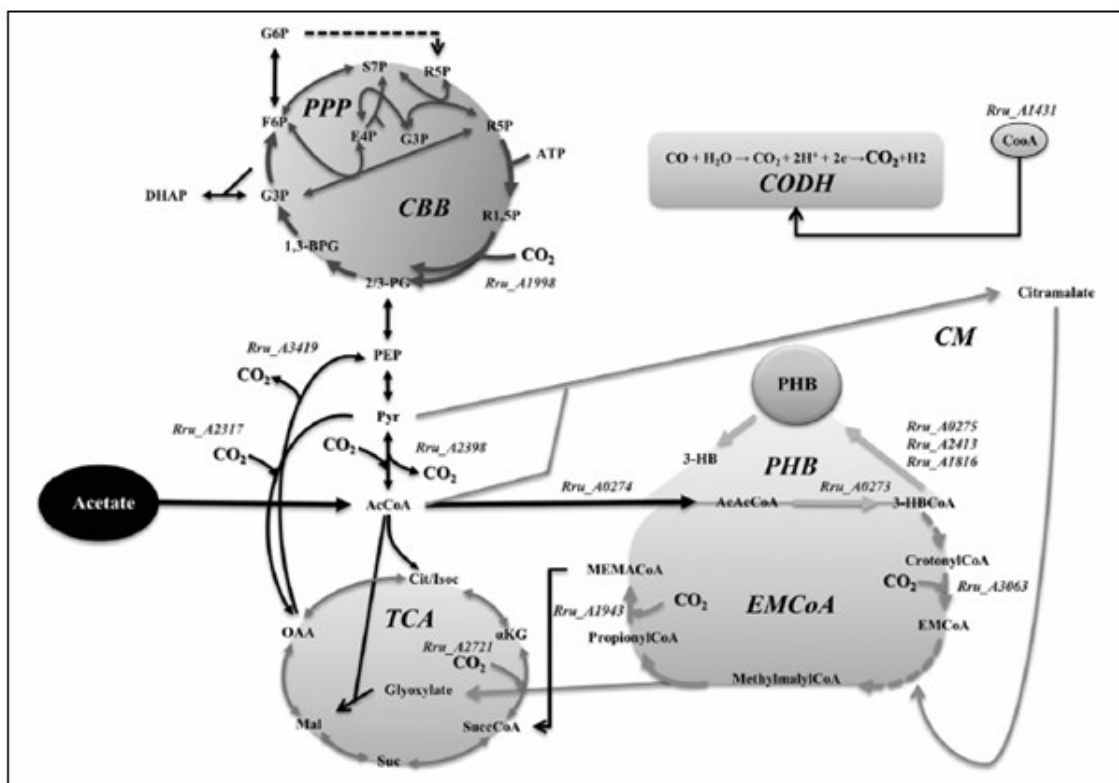 G6P
S7P
R5P
PPP
F6P
E4P
G3P
R5P
ATP
DHAP
G3P
CBB
R1,5P
1,3-BPG
CO2
2/3-PG
Rru_A1998
Rru_A1431
CooA
CO + H2O → CO2 + 2H+ + 2e- → CO2+H2
CODH
Citramalate
CM
Rru_A3419
PEP
CO2
Pyr
Rru_A2317
CO2
CO2
Rru_A2398
CO2
PHB
Rru_A0275
Rru_A2413
Rru_A1816
3-HB
PHB
Acetate
AcCoA
Rru_A0274
AcAcCoA
Rru_A0273
3-HBCoA
CrotonylCoA
Cit/Isoc
MEMACoA
CO2
Rru_A3063
TCA
Rru_A1943
CO2
EMCoA
EMCoA
OAA
αKG
PropionylCoA
Rru_A2721
CO2
Glyoxylate
MethylmalylCoA
Mal
SuccCoA
Suc